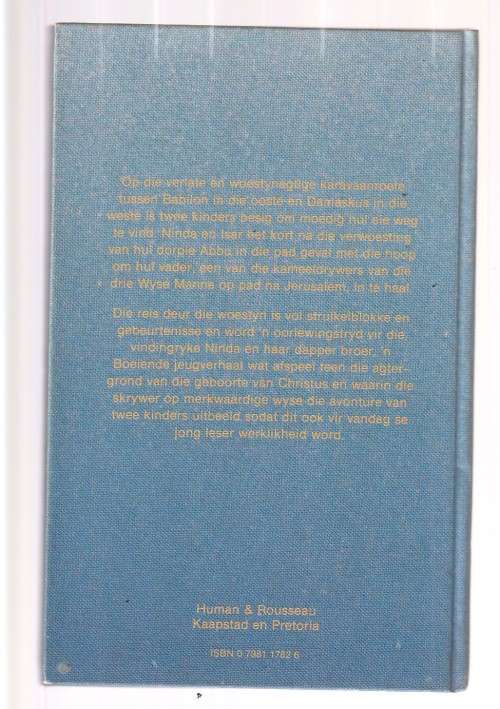 Op die verlate en woestynagtige karavaanroete
tussen Babilon in die ooste en Damaskus in die
weste is twee kinders besig om moedig hul eie weg
te vind. Ninda en Isar het kort na die verwoesting
van hul dorpie Abbu in die pad geval met die hoop
om hul vader, een van die kameeldrywers van die
drie Wyse Manne op pad na Jerusalem, in te haal.
Die reis deur die woestyn is vol struikelblokke en
gebeurtenisse en word 'n oorlewingstryd vir die
vindingryke Ninda en haar dapper broer. 'n
Boeiende jeugverhaal wat afspeel teen die agter-
grond van die geboorte van Christus en waarin die
skrywer op merkwaardige wyse die avonture van
twee kinders uitbeeld sodat dit ook vir vandag se
jong leser werklikheid word.
Human & Rousseau
Kaapstad en Pretoria
ISBN 0 7981 1782 6